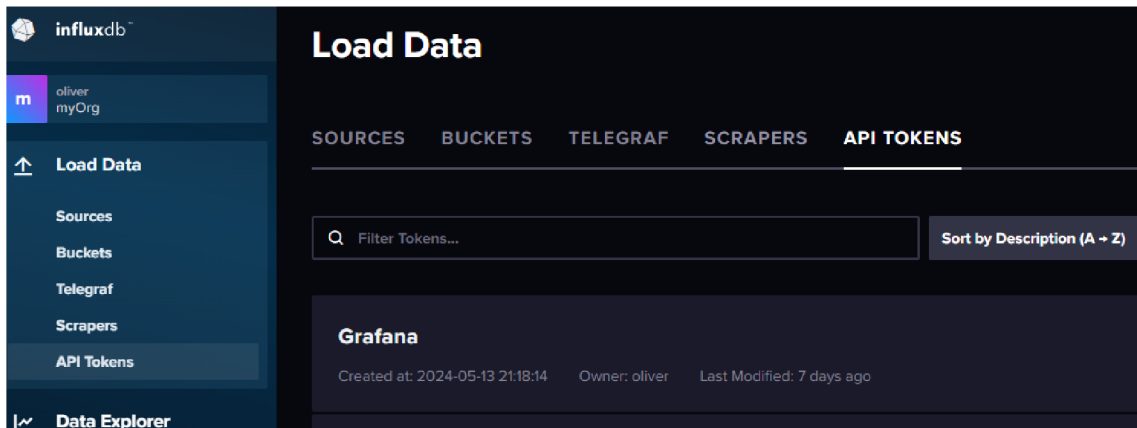 influxdb™
m
oliver
myOrg
Load Data
Sources
Buckets
Telegraf
Scrapers
API Tokens
Data Explorer
Load Data
SOURCES BUCKETS TELEGRAF SCRAPERS API TOKENS
Filter Tokens...
Sort by Description (A → Z)
Grafana
Created at: 2024-05-13 21:18:14 Owner: oliver Last Modified: 7 days ago